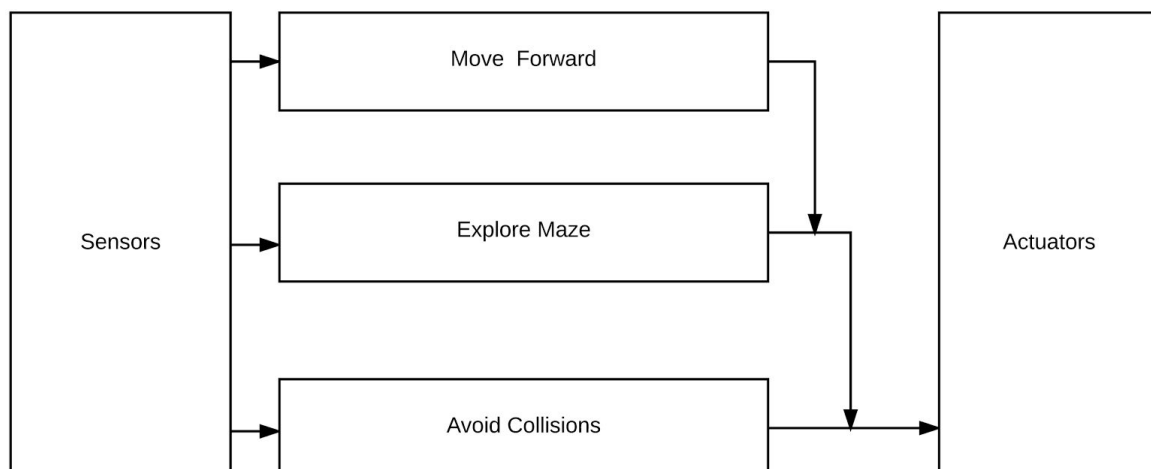 Move  Forward
Explore Maze
Sensors
Actuators
Avoid Collisions